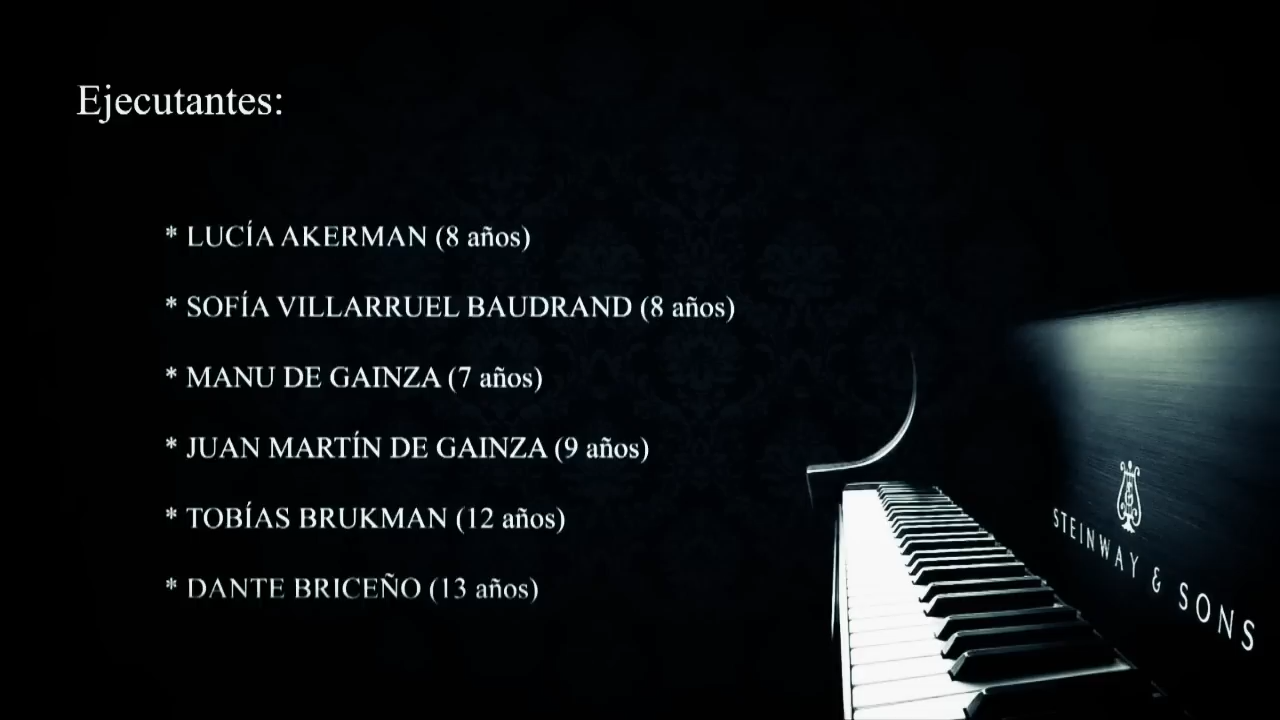 Ejecutantes:
* LUCÍA AKERMAN (8 años)
* SOFÍA VILLARRUEL BAUDRAND (8 años)
* MANU DE GAINZA (7 años)
* JUAN MARTÍN DE GAINZA (9 años)
* TOBÍAS BRUKMAN (12 años)
* DANTE BRICEÑO (13 años)
STEINWAY & SONS